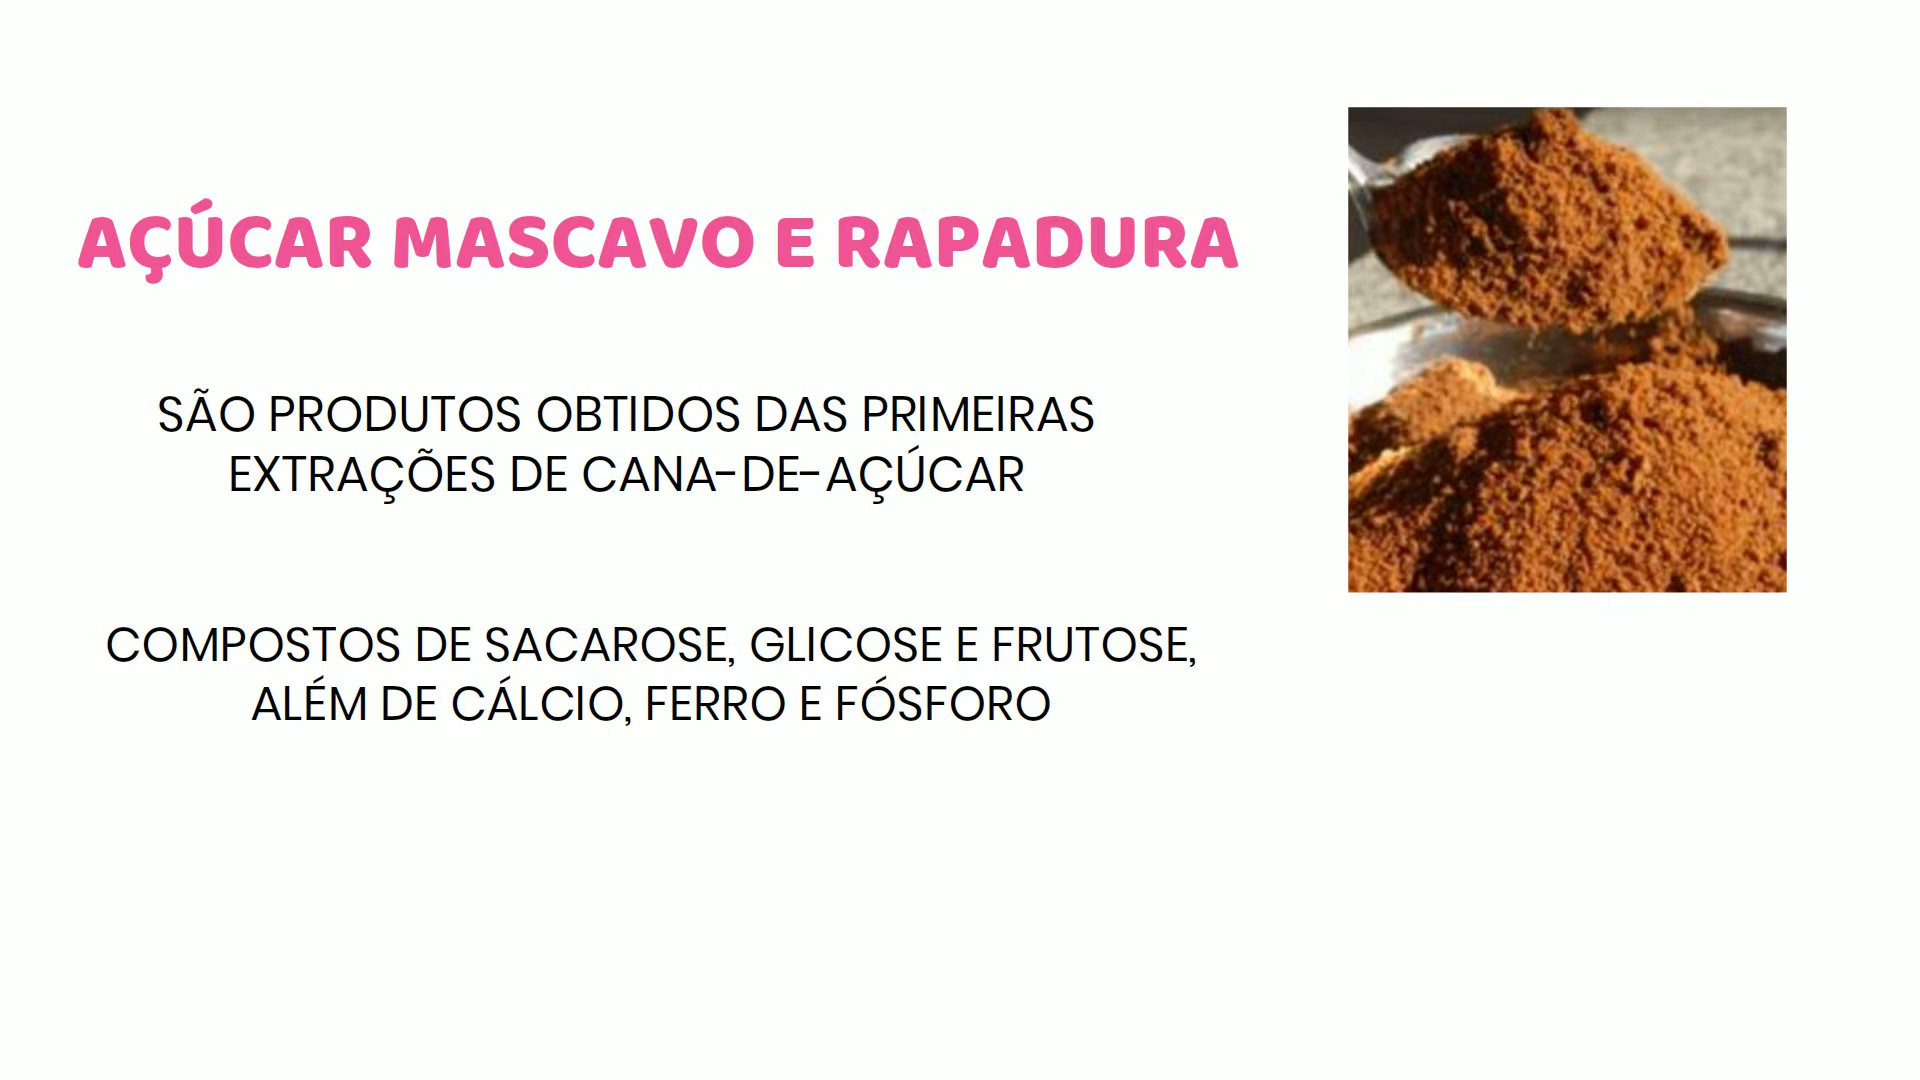 AÇÚCAR MASCAVO E RAPADURA
SÃO PRODUTOS OBTIDOS DAS PRIMEIRAS
EXTRAÇÕES DE CANA-DE-AÇÚCAR
COMPOSTOS DE SACAROSE, GLICOSE E FRUTOSE,
ALÉM DE CÁLCIO, FERRO E FÓSFORO